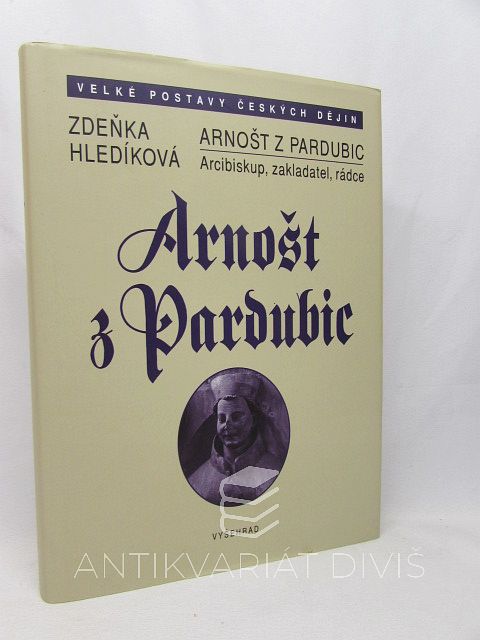 VELKÉ POSTAVY ČESKÝCH DĚJIN
ZDEŇKA
HLEDÍKOVÁ
ARNOŠT Z PARDUBIC
Arcibiskup, zakladatel, rádce
Arnošt
z Pardubic
VYŠEHRAD
ANTIKVARIÁT DIVIŠ